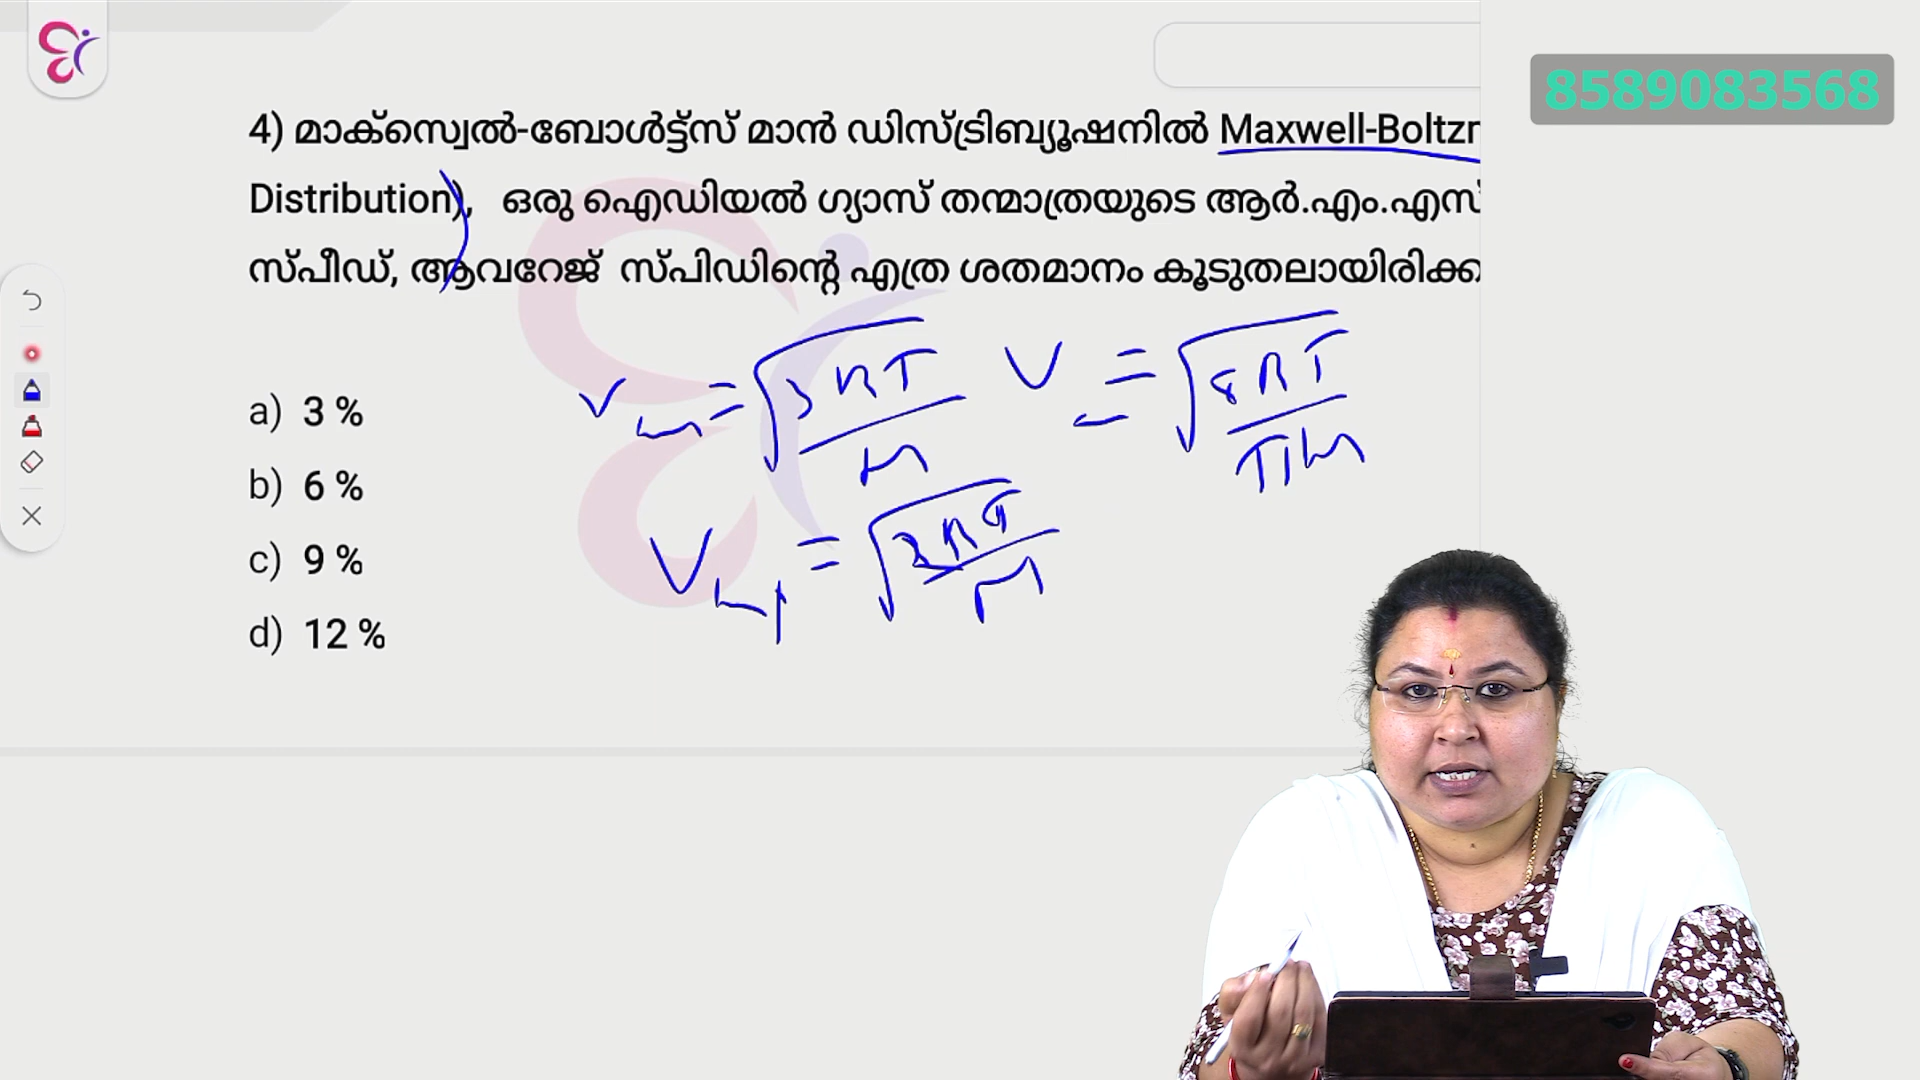 8589083568
4) മാക്സ്വെൽ-ബോൾട്ട്സ് മാൻ ഡിസ്ട്രിബ്യൂഷനിൽ Maxwell-Boltzr
Distribution), ഒരു ഐഡിയൽ ഗ്യാസ് തന്മാത്രയുടെ ആർ.എം.എസ്
സ്പീഡ്, ആവറേജ് സ്പിഡിന്റെ എത്ര ശതമാനം കൂടുതലായിരിക്ക
a) 3 %
b) 6 %
c) 9 %
d) 12 %